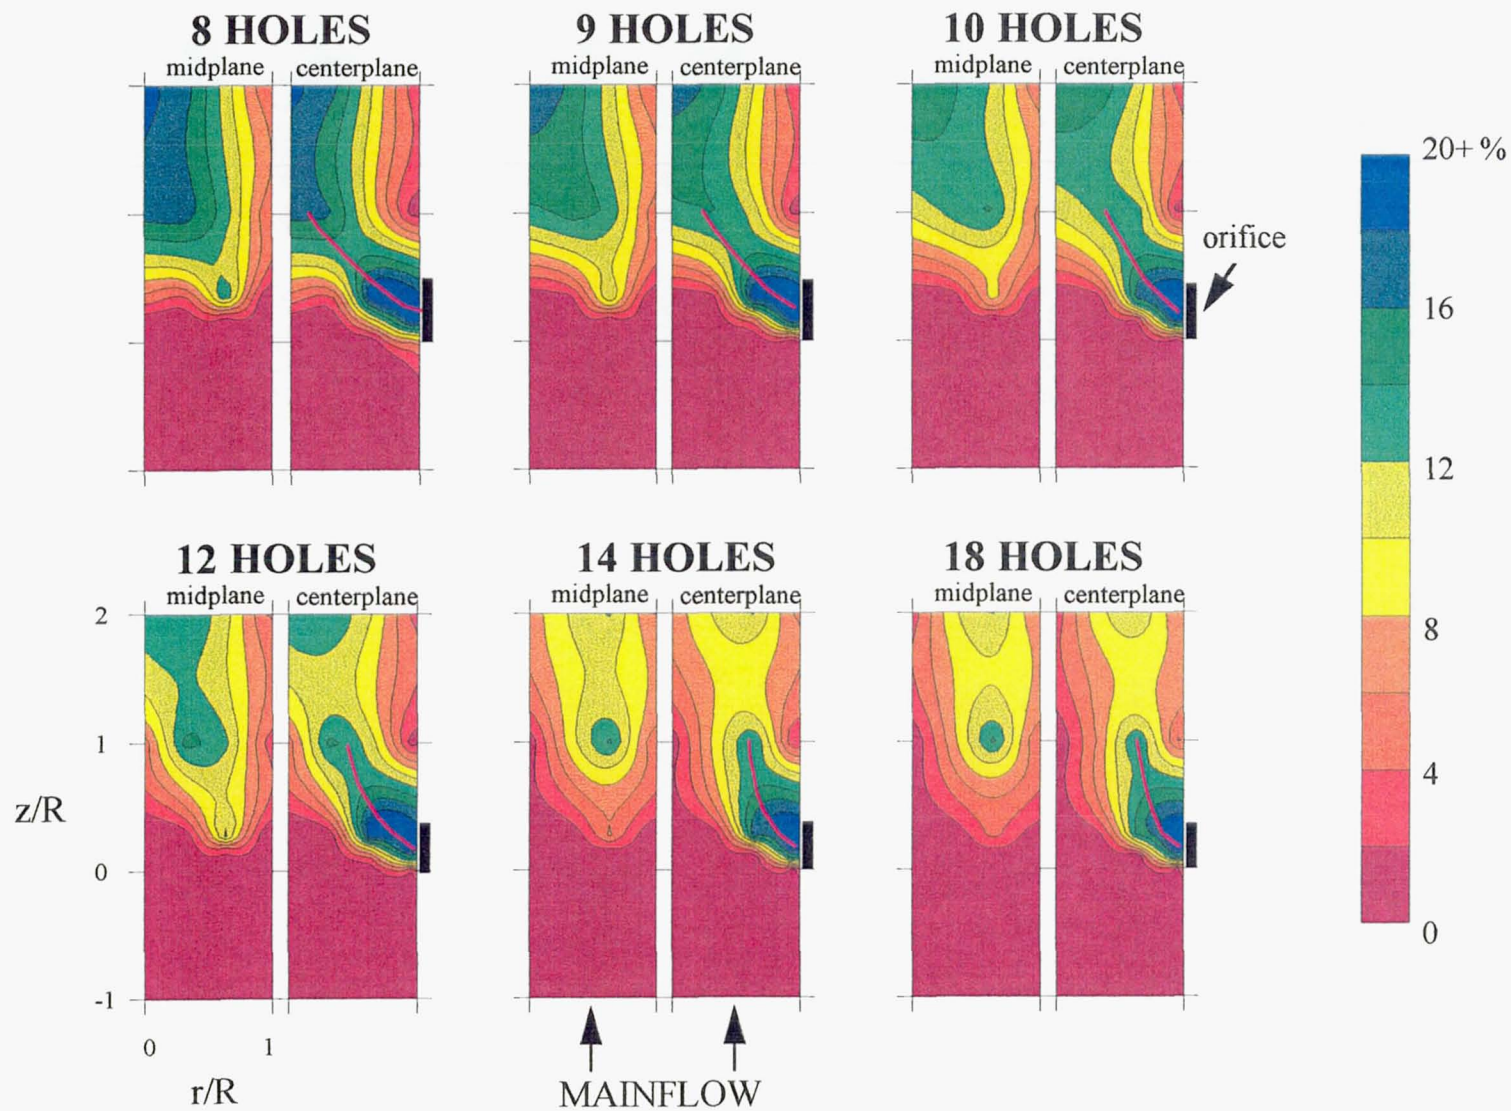 8 HOLES
midplane centerplane
9 HOLES
midplane centerplane
10 HOLES
midplane centerplane
20+ %
orifice
16
12
12 HOLES
midplane centerplane
14 HOLES
midplane centerplane
18 HOLES
midplane centerplane
2
8
1
4
z/R
0
0
-1
0 1
r/R
MAINFLOW